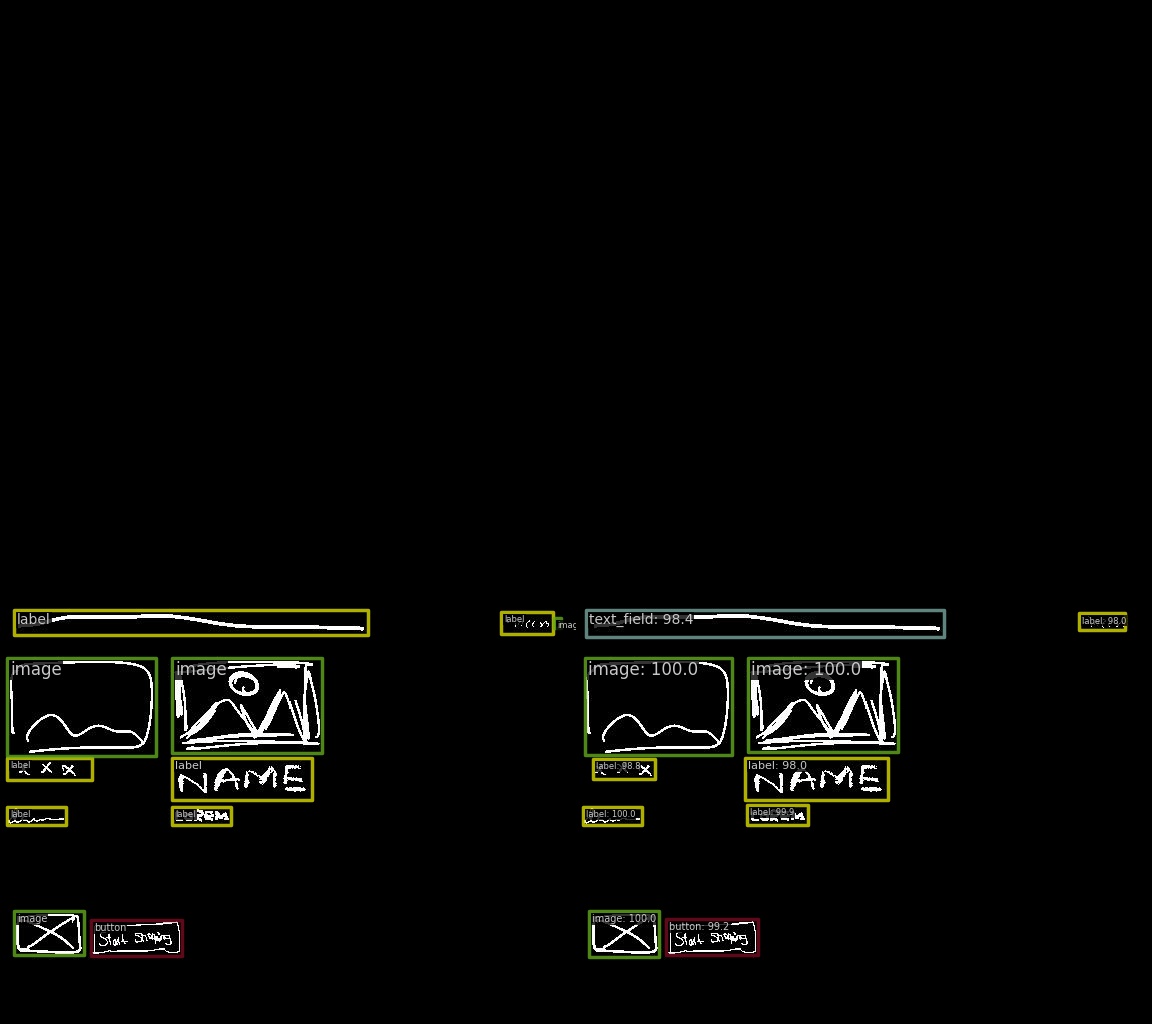 label label text_field: 98.4 label: 98.0
image image image: 100.0 image: 100.0
label label label: 98.8 label: 98.0
X X X NAME X NAME
label label label: 100.0 label: 99.9
image button image: 100.0 button: 99.2
Start Shopping Start Shopping